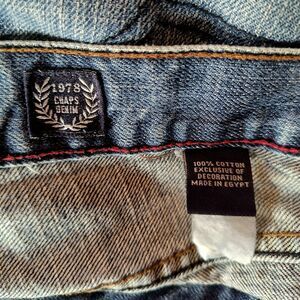 1978
CHAPS
DENIM
100% COTTON
EXCLUSIVE OF
DECORATION
MADE IN EGYPT